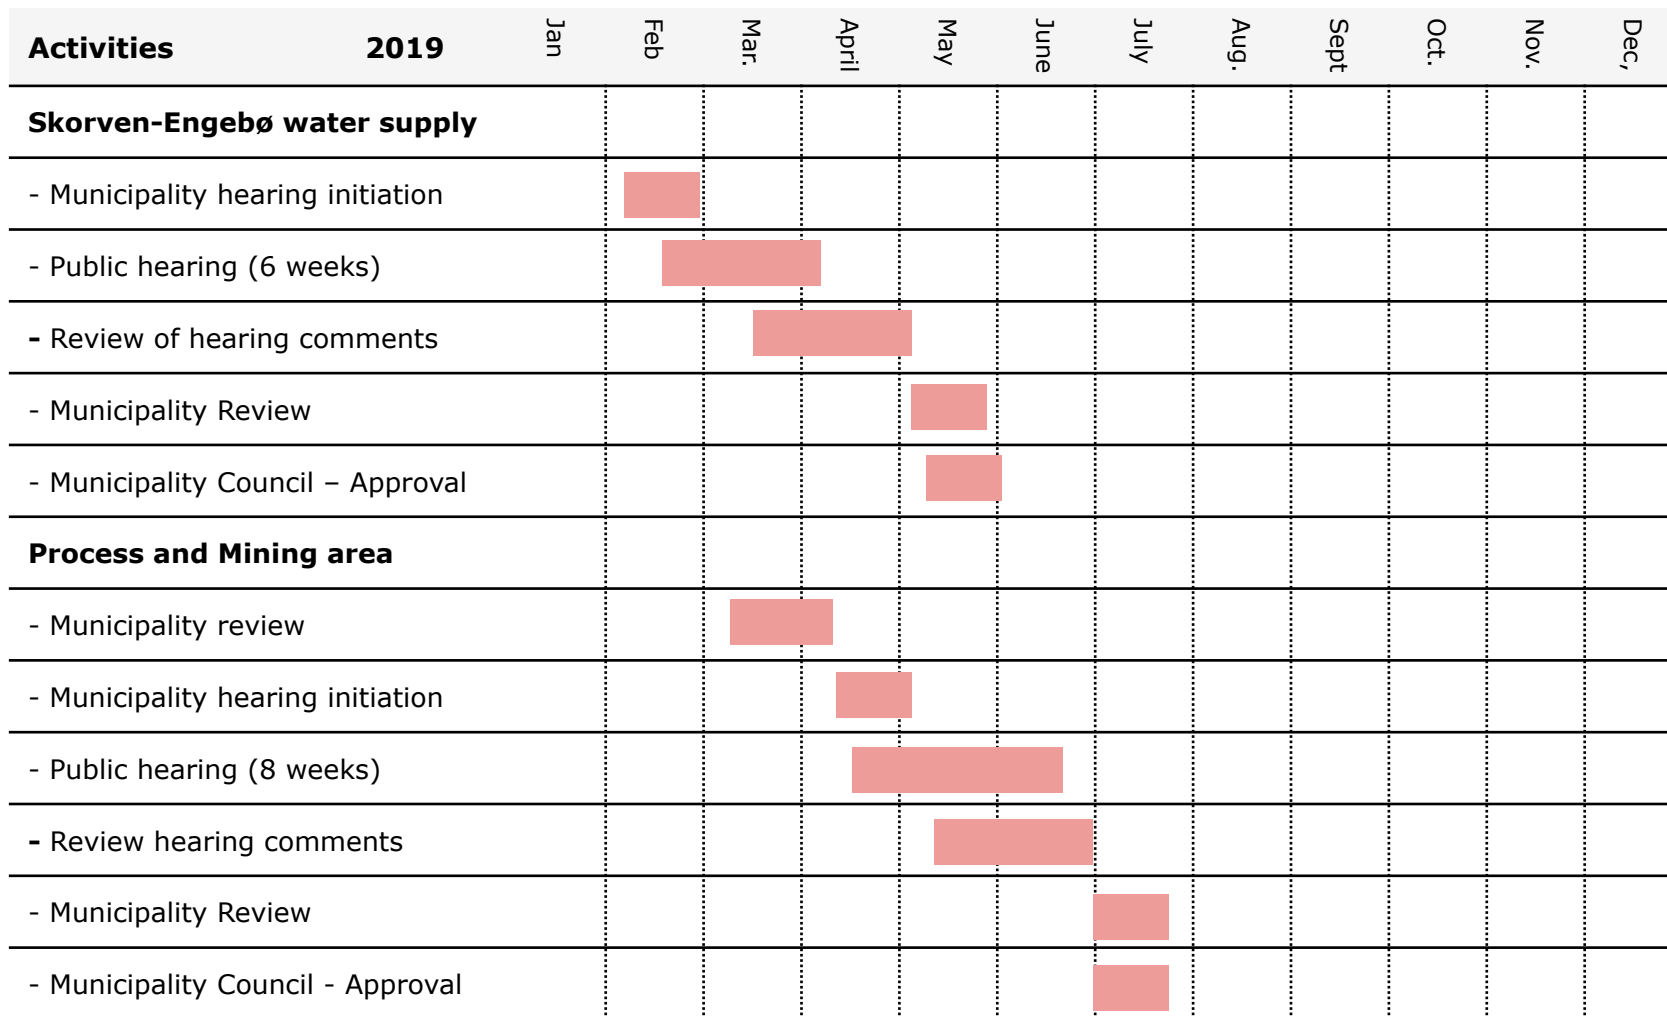 Activities 2019 Jan Feb Mar. April May June July Aug. Sept Oct. Nov. Dec,
Skorven-Engebø water supply
- Municipality hearing initiation
- Public hearing (6 weeks)
- Review of hearing comments
- Municipality Review
- Municipality Council – Approval
Process and Mining area
- Municipality review
- Municipality hearing initiation
- Public hearing (8 weeks)
- Review hearing comments
- Municipality Review
- Municipality Council - Approval